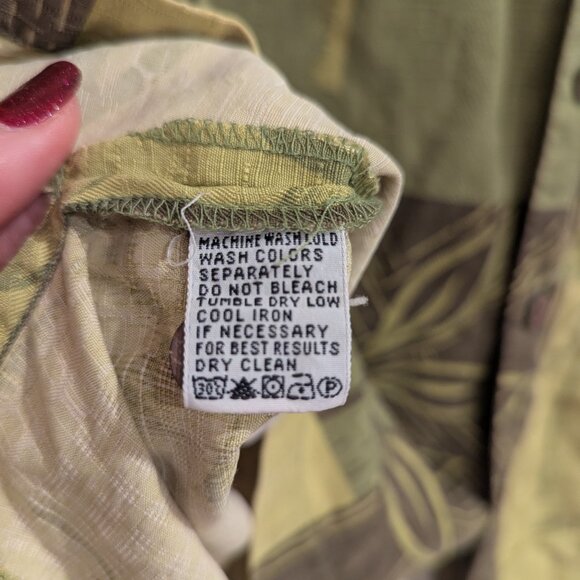 MACHINE WASH COLD
WASH COLORS
SEPARATELY
DO NOT BLEACH
TUMBLE DRY LOW
COOL IRON
IF NECESSARY
FOR BEST RESULTS
DRY CLEAN
30° P